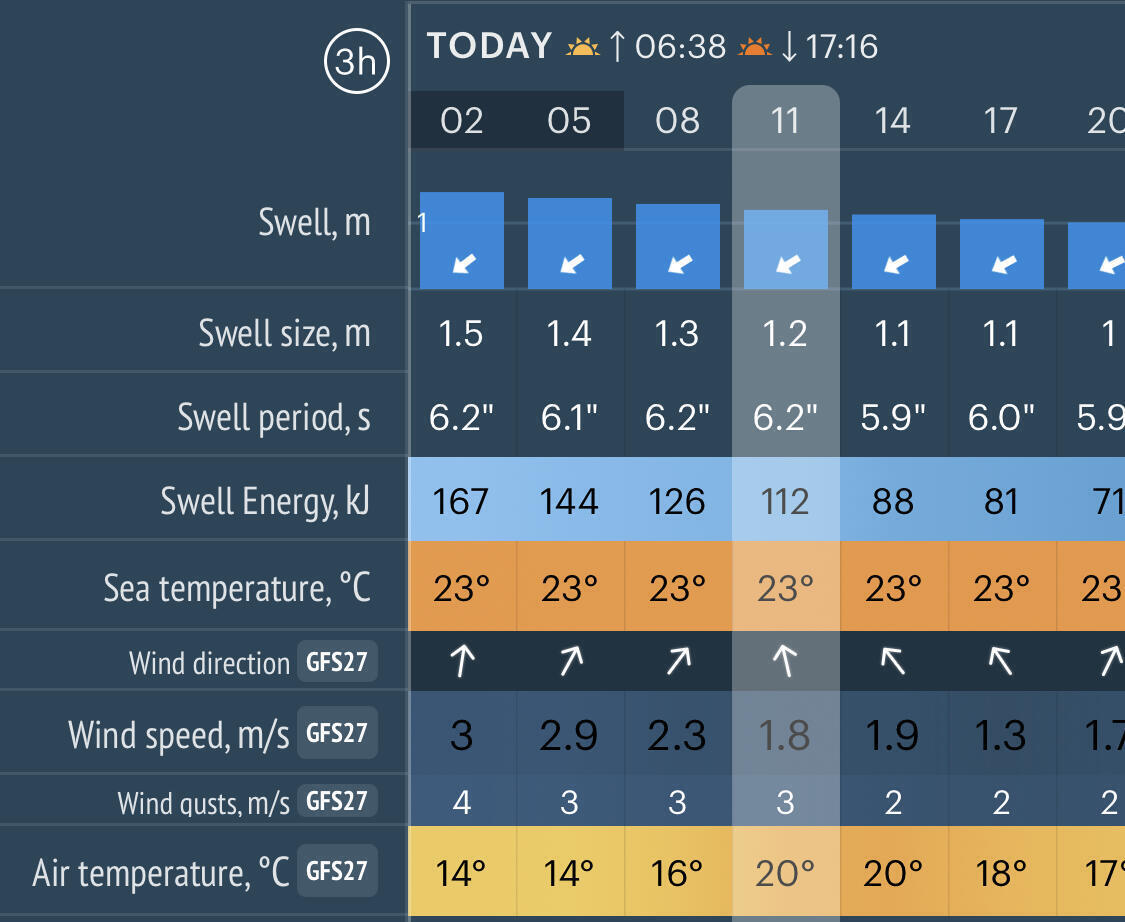 3h TODAY ↑ 06:38 ↓ 17:16
02 05 08 11 14 17 20
Swell, m 1
Swell size, m 1.5 1.4 1.3 1.2 1.1 1.1 1
Swell period, s 6.2" 6.1" 6.2" 6.2" 5.9" 6.0" 5.9
Swell Energy, kJ 167 144 126 112 88 81 71
Sea temperature, °C 23° 23° 23° 23° 23° 23° 23
Wind direction GFS27 ↑ ↗ ↗ ↑ ↖ ↖ ↗
Wind speed, m/s GFS27 3 2.9 2.3 1.8 1.9 1.3 1.7
Wind gusts, m/s GFS27 4 3 3 3 2 2 2
Air temperature, °C GFS27 14° 14° 16° 20° 20° 18° 17°